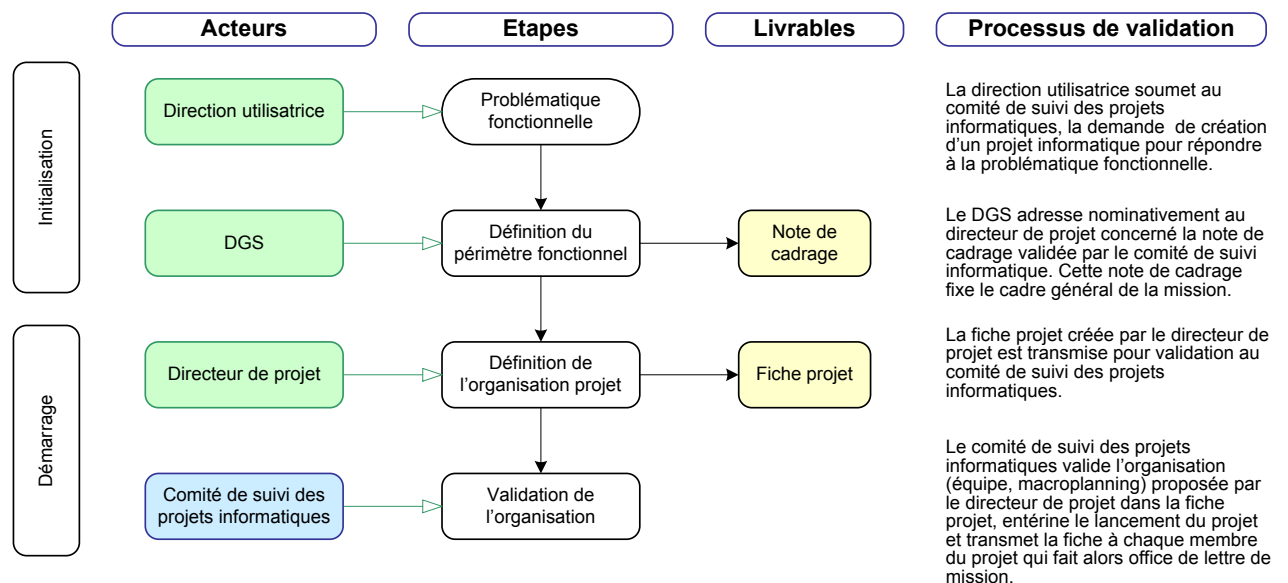 Acteurs
Etapes
Livrables
Processus de validation
Initialisation
Direction utilisatrice
Problématique
fonctionnelle
La direction utilisatrice soumet au
comité de suivi des projets
informatiques, la demande de création
d'un projet informatique pour répondre
à la problématique fonctionnelle.
DGS
Définition du
périmètre fonctionnel
Note de
cadrage
Le DGS adresse nominativement au
directeur de projet concerné la note de
cadrage validée par le comité de suivi
informatique. Cette note de cadrage
fixe le cadre général de la mission.
Démarrage
Directeur de projet
Définition de
l'organisation projet
Fiche projet
La fiche projet créée par le directeur de
projet est transmise pour validation au
comité de suivi des projets
informatiques.
Comité de suivi des
projets informatiques
Validation de
l'organisation
Le comité de suivi des projets
informatiques valide l'organisation
(équipe, macroplanning) proposée par
le directeur de projet dans la fiche
projet, entérine le lancement du projet
et transmet la fiche à chaque membre
du projet qui fait alors office de lettre de
mission.